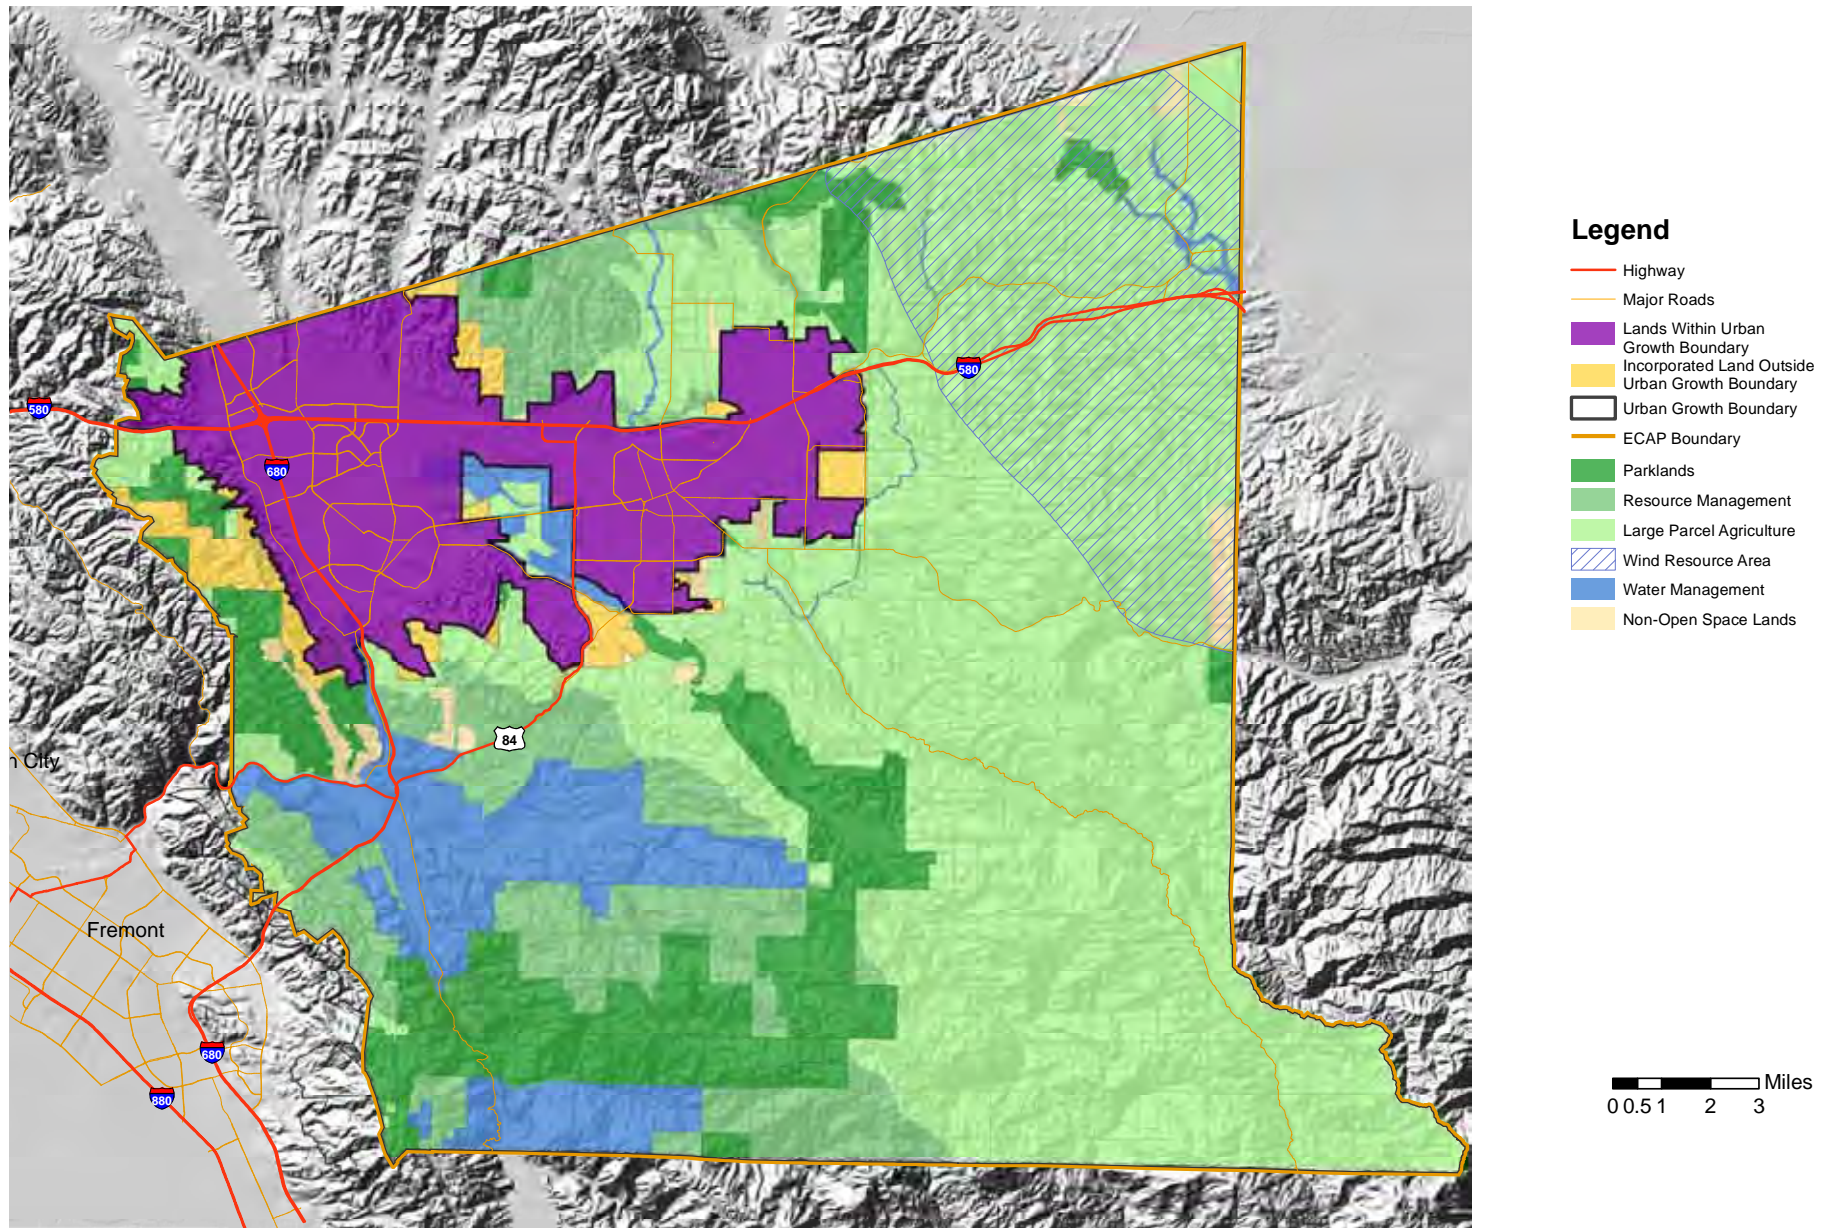 580
680
580
84
n City
Fremont
680
880
Legend
Highway
Major Roads
Lands Within Urban
Growth Boundary
Incorporated Land Outside
Urban Growth Boundary
Urban Growth Boundary
ECAP Boundary
Parklands
Resource Management
Large Parcel Agriculture
Wind Resource Area
Water Management
Non-Open Space Lands
Miles
0 0.5 1 2 3